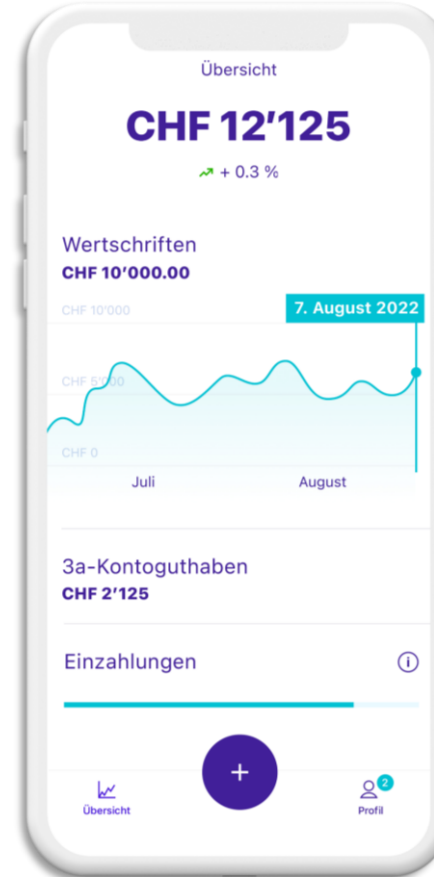 Übersicht
CHF 12’125
+ 0.3 %
Wertschriften
CHF 10’000.00
CHF 10'000
7. August 2022
CHF 5'000
CHF 0
Juli
August
3a-Kontoguthaben
CHF 2’125
Einzahlungen
i
+
2
Übersicht
Profil